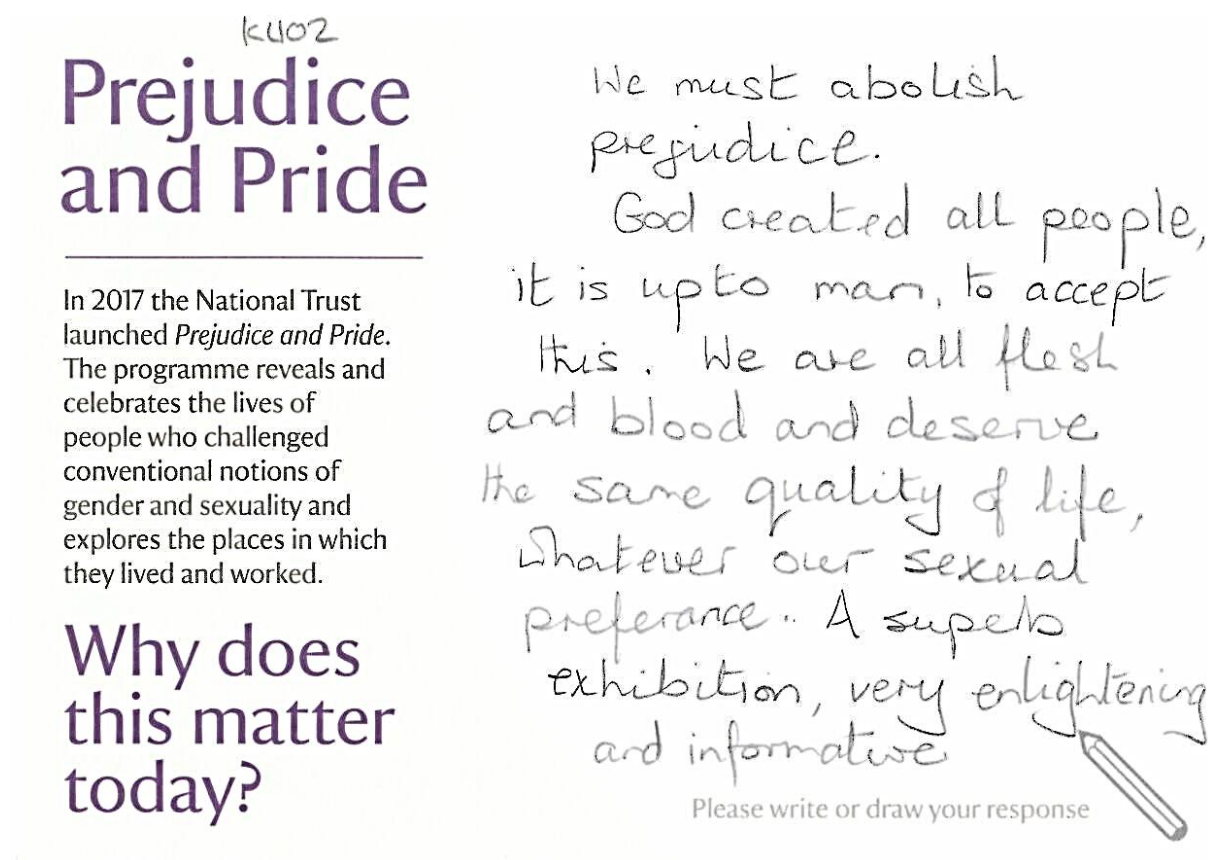 KU02
Prejudice
and Pride
In 2017 the National Trust
launched Prejudice and Pride.
The programme reveals and
celebrates the lives of
people who challenged
conventional notions of
gender and sexuality and
explores the places in which
they lived and worked.
Why does
this matter
today?
We must abolish
prejudice.
God created all people,
it is upto man, to accept
this. We are all flesh
and blood and deserve
the same quality of life,
whatever our sexual
preferance.. A superb
exhibition, very enlightening
and informative
Please write or draw your response